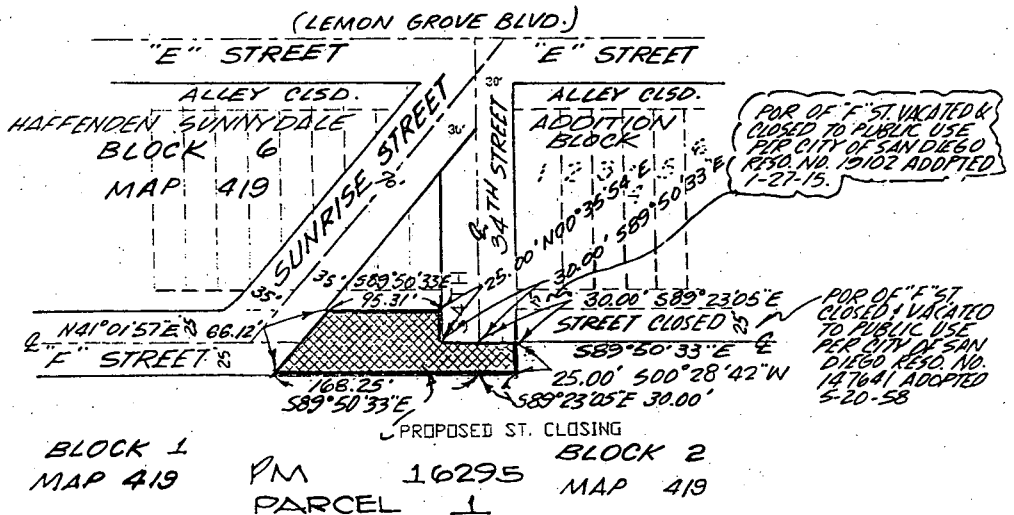 (LEMON GROVE BLVD.)
"E" STREET
"E" STREET
30'
ALLEY CLSD.
ALLEY CLSD.
HAFFENDEN SUNNYDALE
ADDITION
BLOCK 6
BLOCK
MAP 419
SUNRISE STREET
70'
30'
34TH STREET
POR OF "F" ST. VACATED &
CLOSED TO PUBLIC USE
PER CITY OF SAN DIEGO
RESO. NO. 19102 ADOPTED
1-27-15.
25.00' N00°35'54"E
30.00' S89°50'33"E
35'
35'
S89°50'33"E
95.31'
30.00' S89°23'05"E
STREET CLOSED
25
N41°01'57"E 66.12'
25
"F" STREET
25
S89°50'33"E
POR OF "F" ST
CLOSED & VACATED
TO PUBLIC USE
PER CITY OF SAN
DIEGO RESO. NO.
147641 ADOPTED
5-20-58
168.25'
S89°50'33"E
25.00' S00°28'42"W
S89°23'05"E 30.00'
PROPOSED ST. CLOSING
BLOCK 1
MAP 419
PM 16295
PARCEL 1
BLOCK 2
MAP 419